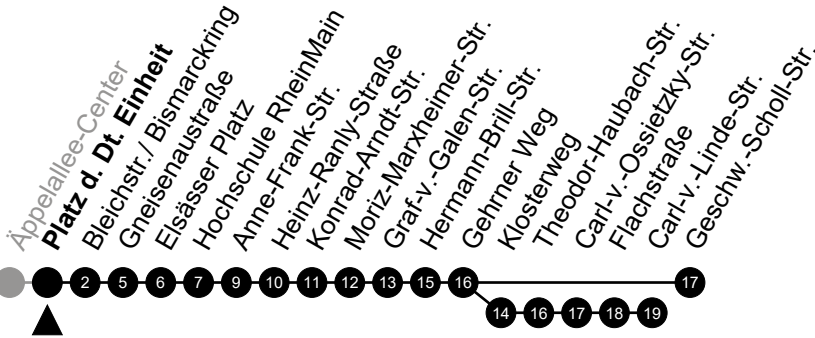 Äppelallee-Center
Platz d. Dt. Einheit
Bleichstr./ Bismarckring
Gneisenaustraße
Elsässer Platz
Hochschule RheinMain
Anne-Frank-Str.
Heinz-Ranly-Straße
Konrad-Arndt-Str.
Moriz-Marxheimer-Str.
Graf-v.-Galen-Str.
Hermann-Brill-Str.
Gehrner Weg
Klosterweg
Theodor-Haubach-Str.
Carl-v.-Ossietzky-Str.
Flachstraße
Carl-v.-Linde-Str.
Geschw.-Scholl-Str.
2 5 6 7 9 10 11 12 13 15 16 17
14 16 17 18 19